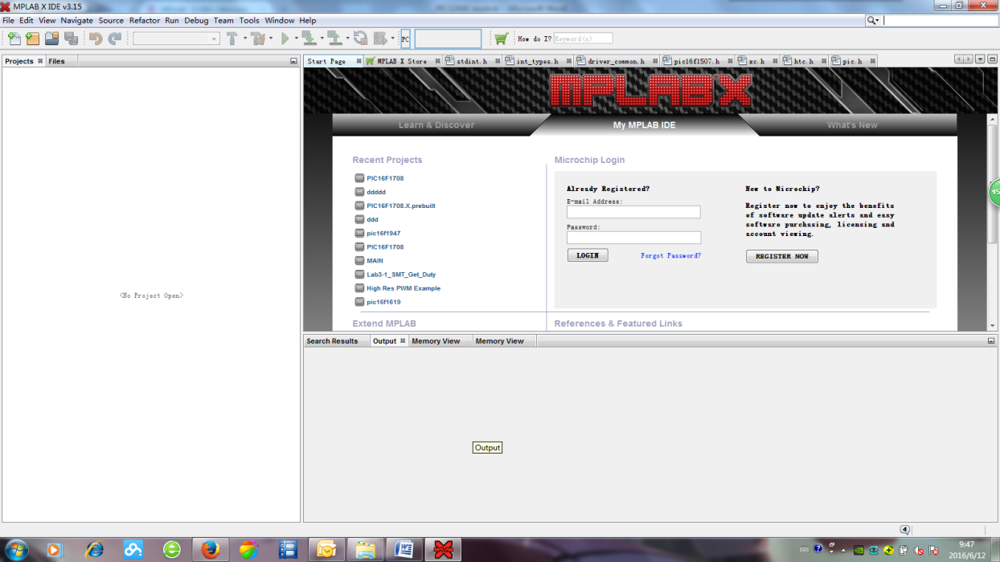 MPLAB X IDE v3.15
File Edit View Navigate Source Refactor Run Debug Team Tools Window Help
PC How do I? Keyword(s)
Projects Files
Start Page MPLAB X Store stdint.h int_types.h driver_common.h pic16f1507.h xc.h htc.h pic.h
MPLAB X
Learn & Discover My MPLAB IDE What's New
Recent Projects
PIC16F1708
ddddd
PIC16F1708.X.prebuilt
ddd
pic16f1947
PIC16F1708
MAIN
Lab3-1_SMT_Get_Duty
High Res PWM Example
pic16f1619
Extend MPLAB
Microchip Login
Already Registered?
E-mail Address:
Password:
LOGIN Forgot Password?
New to Microchip?
Register now to enjoy the benefits
of software update alerts and easy
software purchasing, licensing and
account viewing.
REGISTER NOW
References & Featured Links
45
<No Project Open>
Search Results Output Memory View Memory View
Output
9:47
2016/6/12